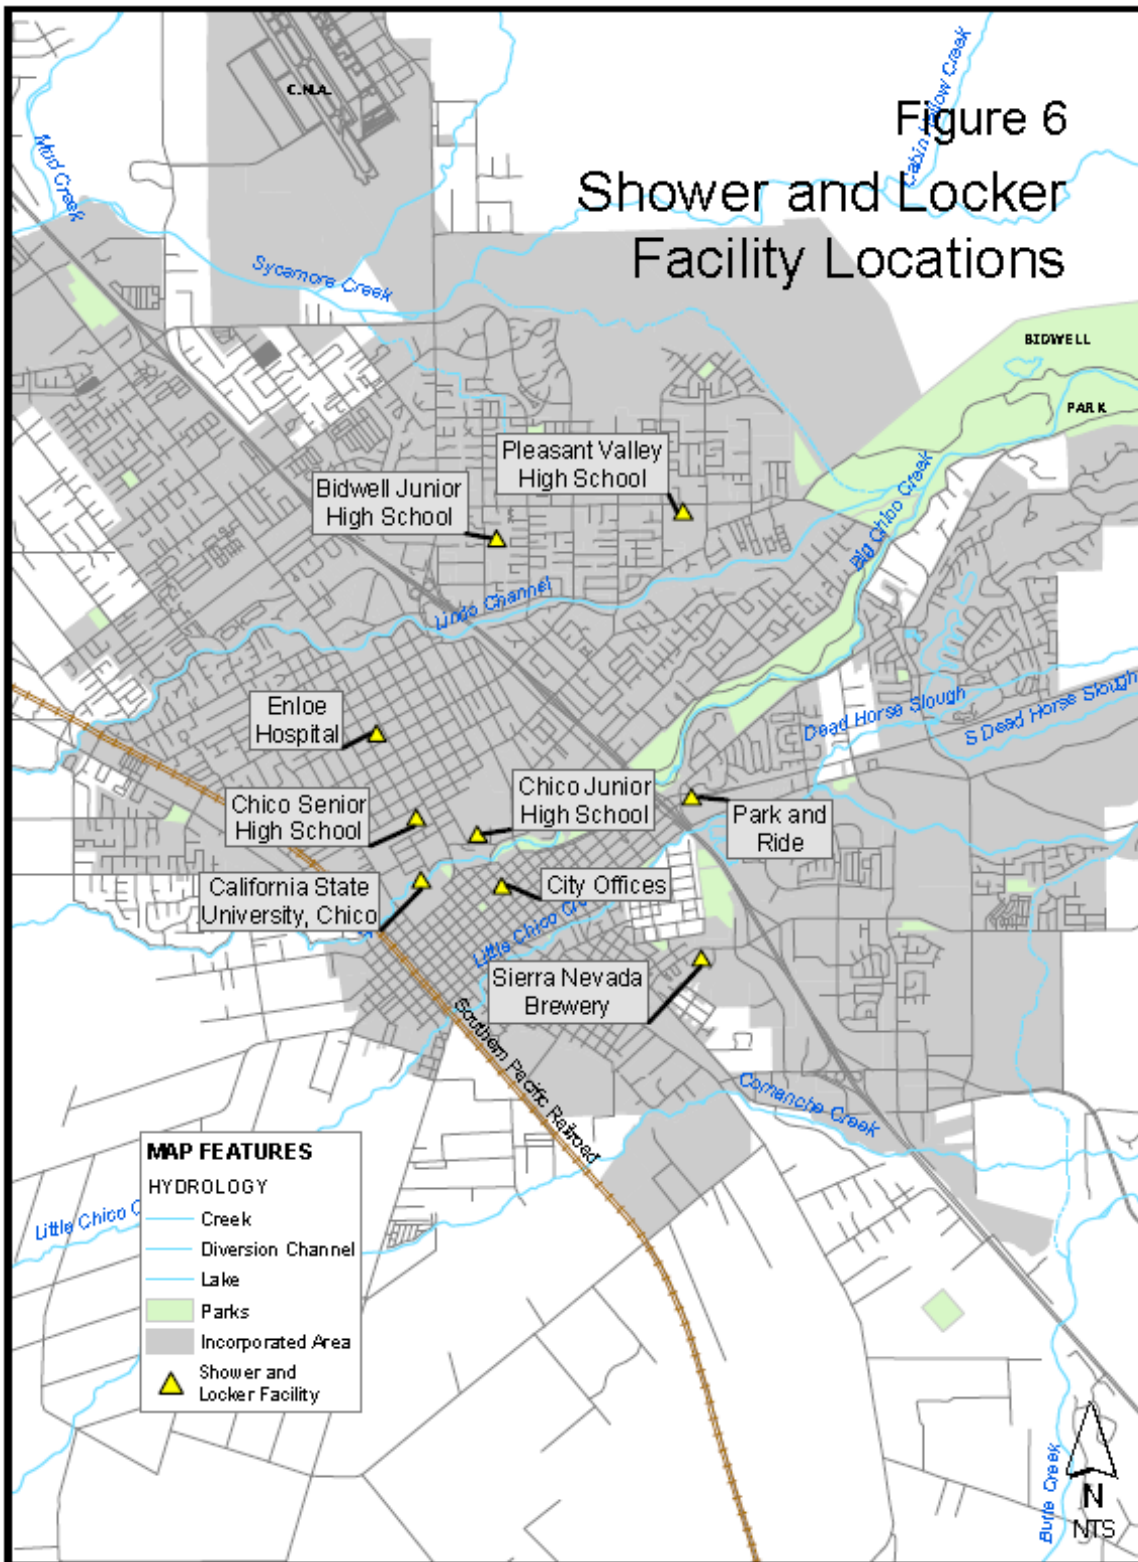 C.N.A.
Figure 6
Shower and Locker
Facility Locations
Cabin Hollow Creek
Mud Creek
Sycamore Creek
BIDWELL
PARK
Pleasant Valley
High School
Bidwell Junior
High School
Big Chico Creek
Lindo Channel
Enloe
Hospital
Dead Horse Slough
S Dead Horse Slough
Chico Senior
High School
Chico Junior
High School
Park and
Ride
California State
University, Chico
City Offices
Little Chico Cre
Sierra Nevada
Brewery
Southern Pacific Railroad
Comanche Creek
MAP FEATURES
HYDROLOGY
Creek
Diversion Channel
Lake
Parks
Incorporated Area
Shower and
Locker Facility
Little Chico C
Butte Creek
N
NTS